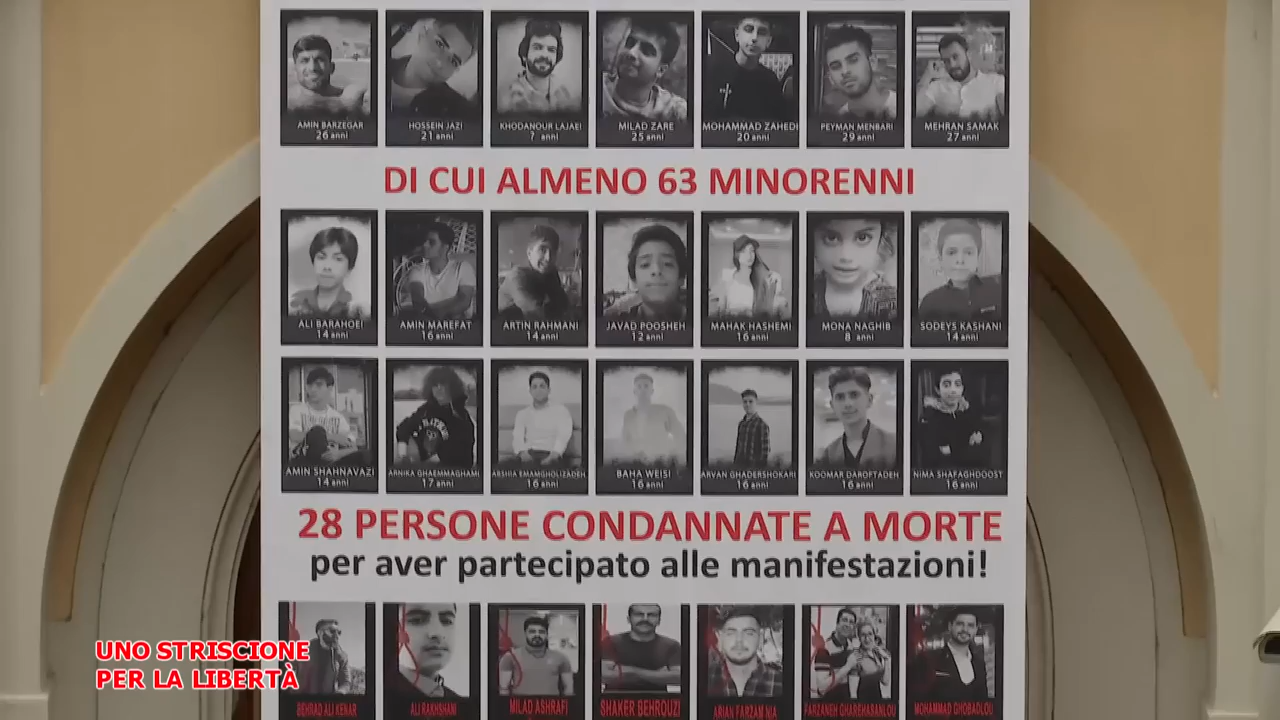 AMIN BARZEGAR
26 anni
HOSSEIN JAZI
21 anni
KHODANOUR LAJAEI
? anni
MILAD ZARE
25 anni
MOHAMMAD ZAHEDI
20 anni
PEYMAN MENBARI
29 anni
MEHRAN SAMAK
27 anni
DI CUI ALMENO 63 MINORENNI
ALI BARAHOEI
14 anni
AMIN MAREFAT
16 anni
ARTIN RAHMANI
14 anni
JAVAD POOSHEH
12 anni
MAHAK HASHEMI
16 anni
MONA NAGHIB
8 anni
SODEYS KASHANI
14 anni
AMIN SHAHNAVAZI
14 anni
ARNIKA GHAEMMAGHAMI
17 anni
ARSHIA EMAMGHOLIZADEH
16 anni
BAHA WEISI
16 anni
ARVAN GHADERSHOKARI
16 anni
KOOMAR DAROFTADEH
16 anni
NIMA SHAFAGHDOOST
16 anni
28 PERSONE CONDANNATE A MORTE
per aver partecipato alle manifestazioni!
BEHRAD ALI KENAR
ALI RAKHSHANI
MILAD ASHRAFI
SHAKER BEHROUZI
ARIAN FARZAM NIA
FARZANEH GHAREHASANLOU
MOHAMMAD GHOBADLOU
UNO STRISCIONE
PER LA LIBERTÀ